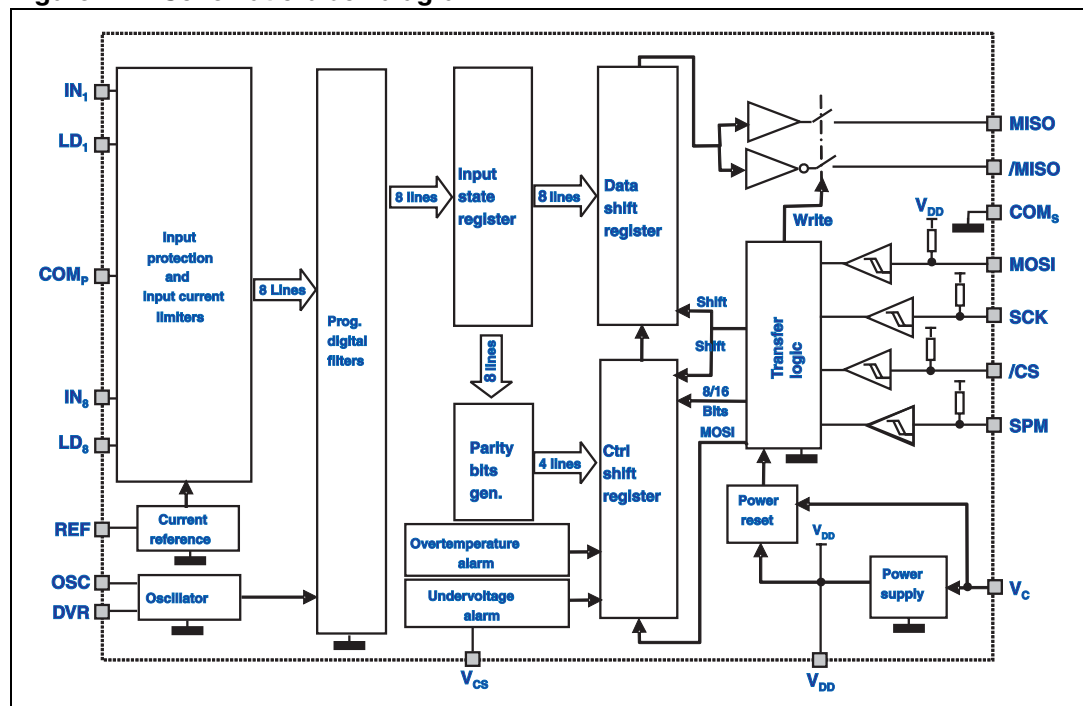 IN1
LD1
COMP
IN8
LD8
REF
OSC
DVR
Input
protection
and
input current
limiters
8 Lines
Current
reference
Oscillator
Prog.
digital
filters
8 lines
Input
state
register
8 lines
8 lines
Parity
bits
gen.
4 lines
Overtemperature
alarm
Undervoltage
alarm
VCS
Data
shift
register
Ctrl
shift
register
Shift
Shift
8/16
Bits
MOSI
Write
Transfer
logic
Power
reset
VDD
Power
supply
VDD
VDD
MISO
/MISO
COMS
MOSI
SCK
/CS
SPM
VC